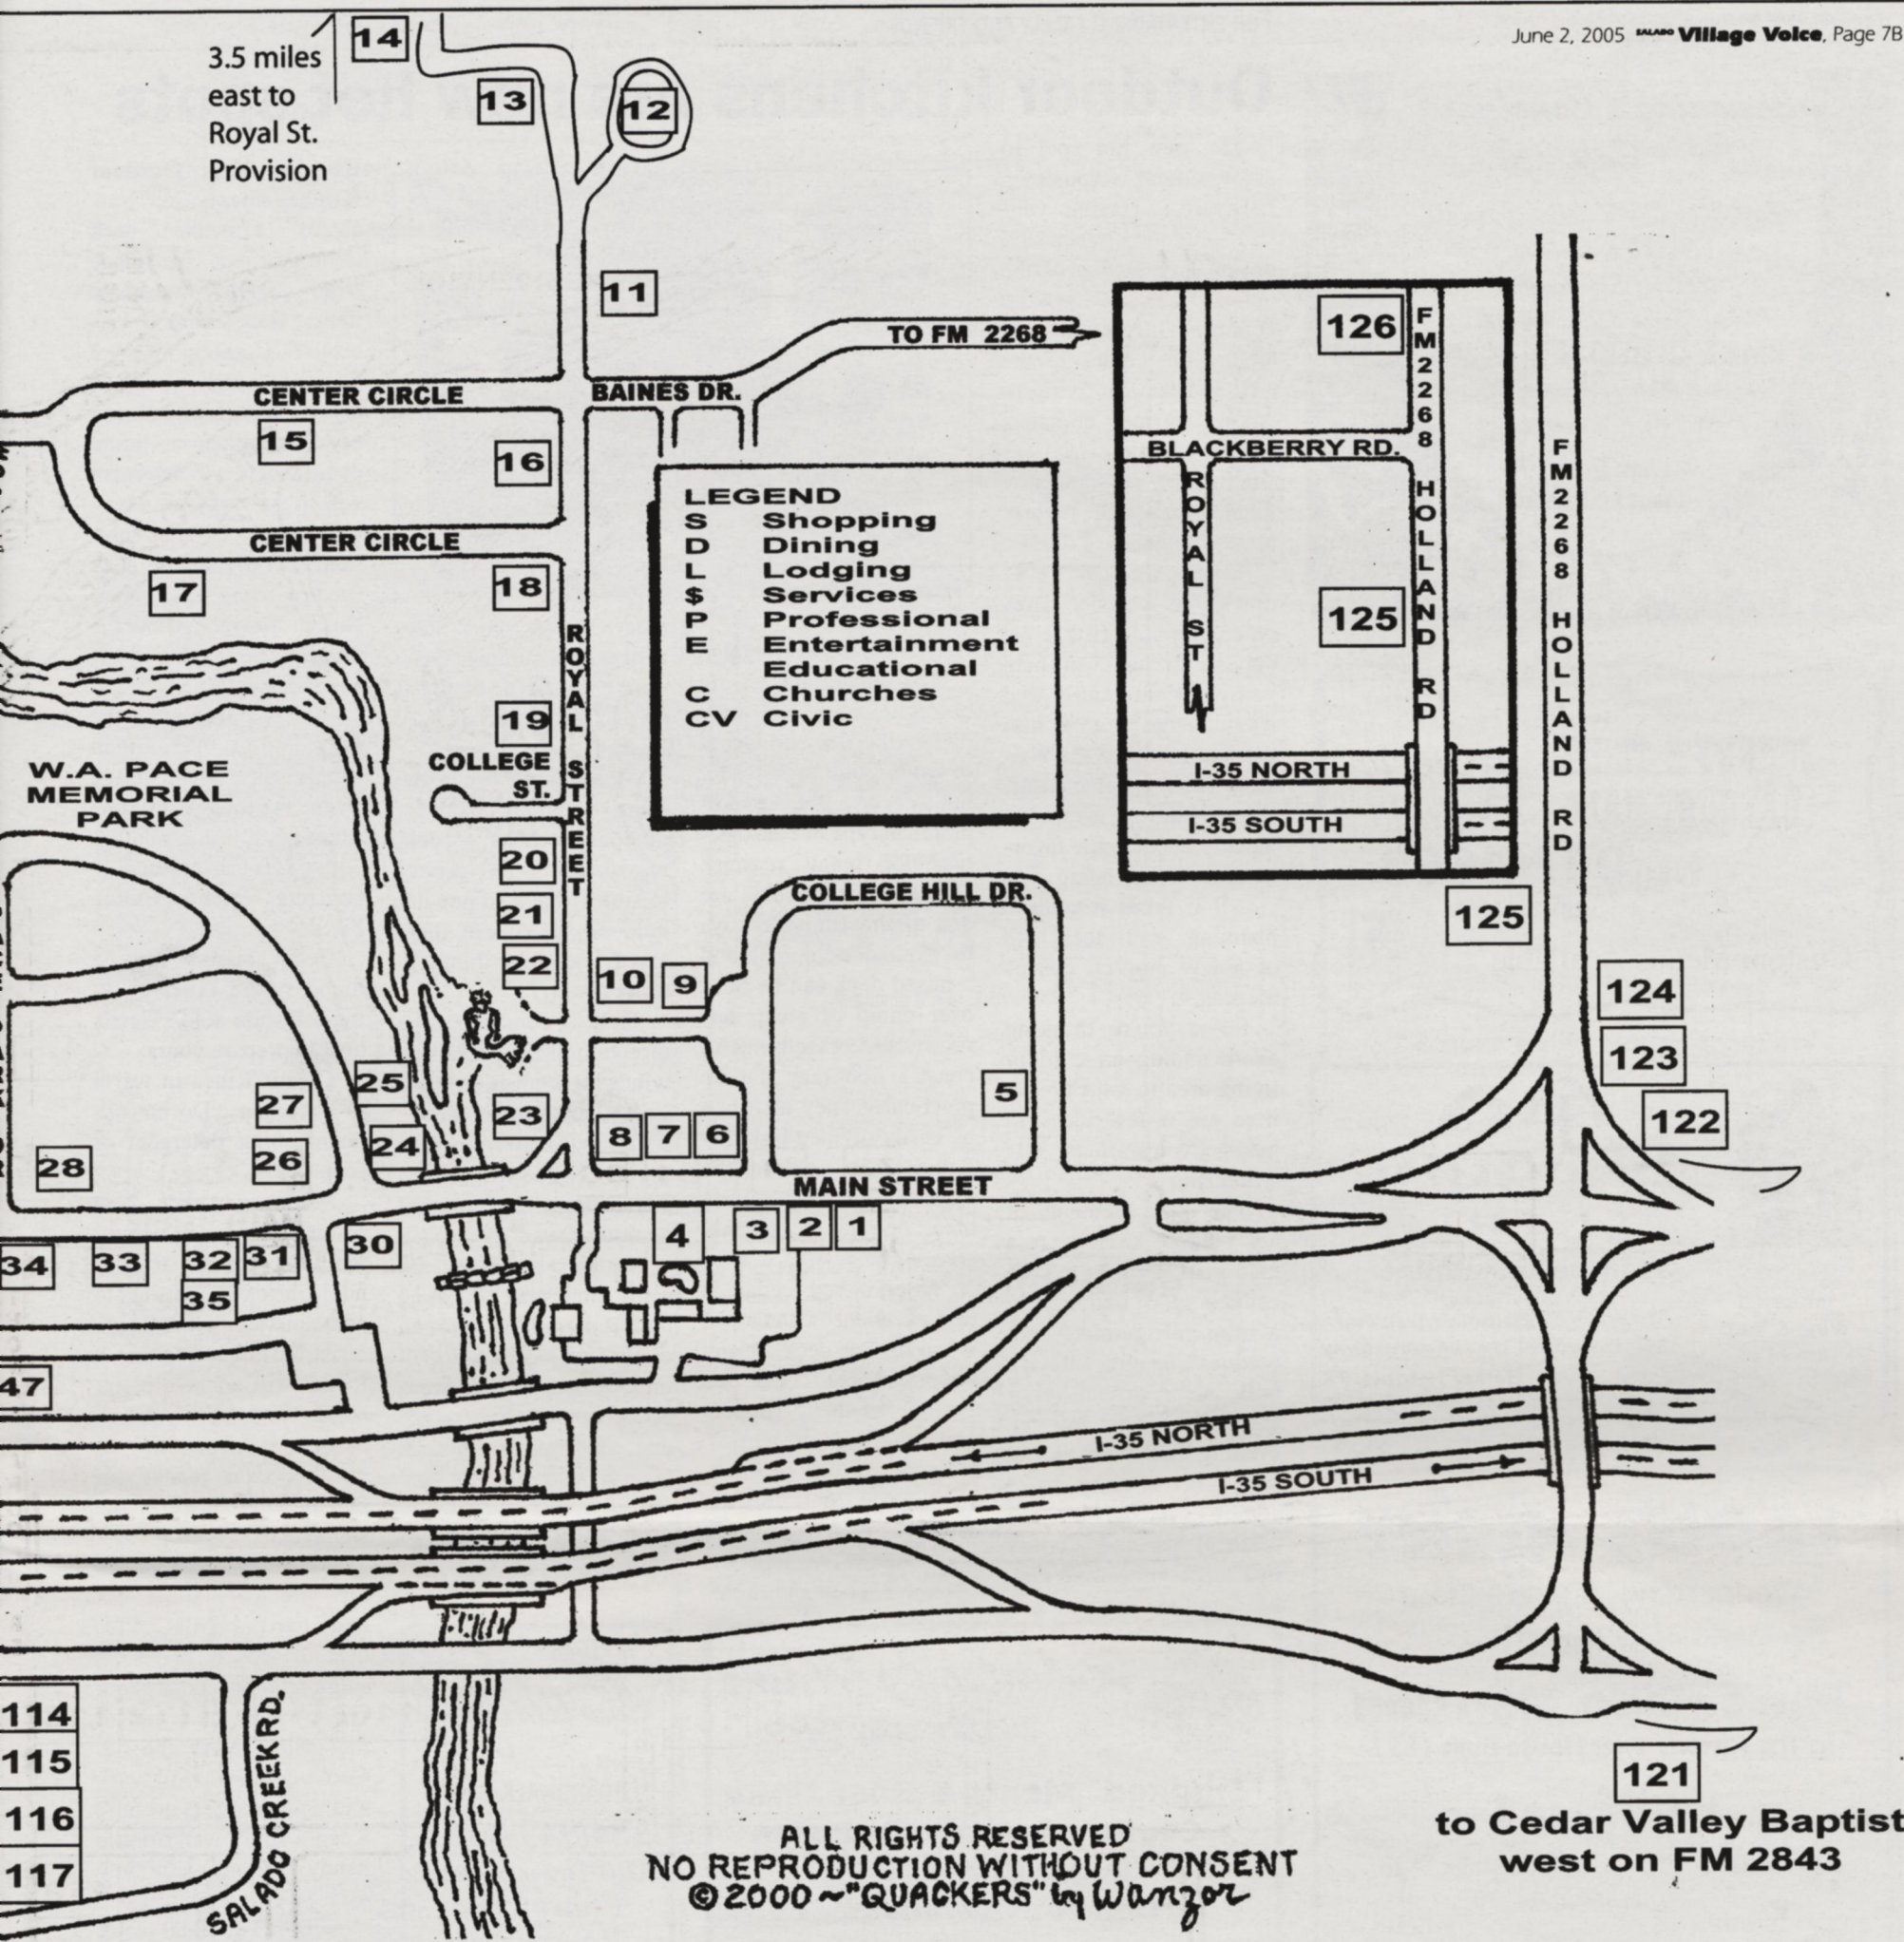 June 2, 2005 SALADO Village Voice, Page 7B
3.5 miles
east to
Royal St.
Provision
14
13
12
11
TO FM 2268
CENTER CIRCLE
BAINES DR.
15
16
CENTER CIRCLE
17
18
ROYAL STREET
19
COLLEGE
ST.
20
21
22
LEGEND
S Shopping
D Dining
L Lodging
$ Services
P Professional
E Entertainment
Educational
C Churches
CV Civic
126
FM2268 HOLLAND RD
BLACKBERRY RD.
ROYAL ST
125
I-35 NORTH
I-35 SOUTH
FM2268 HOLLAND RD
125
124
123
122
W.A. PACE
MEMORIAL
PARK
COLLEGE HILL DR.
10
9
5
25
27
23
8
7
6
24
26
28
MAIN STREET
4
3
2
1
30
31
32
33
34
35
47
I-35 NORTH
I-35 SOUTH
114
115
116
117
SALADO CREEK RD.
121
to Cedar Valley Baptist
west on FM 2843
ALL RIGHTS RESERVED
NO REPRODUCTION WITHOUT CONSENT
©2000~"QUACKERS" by Wanzor